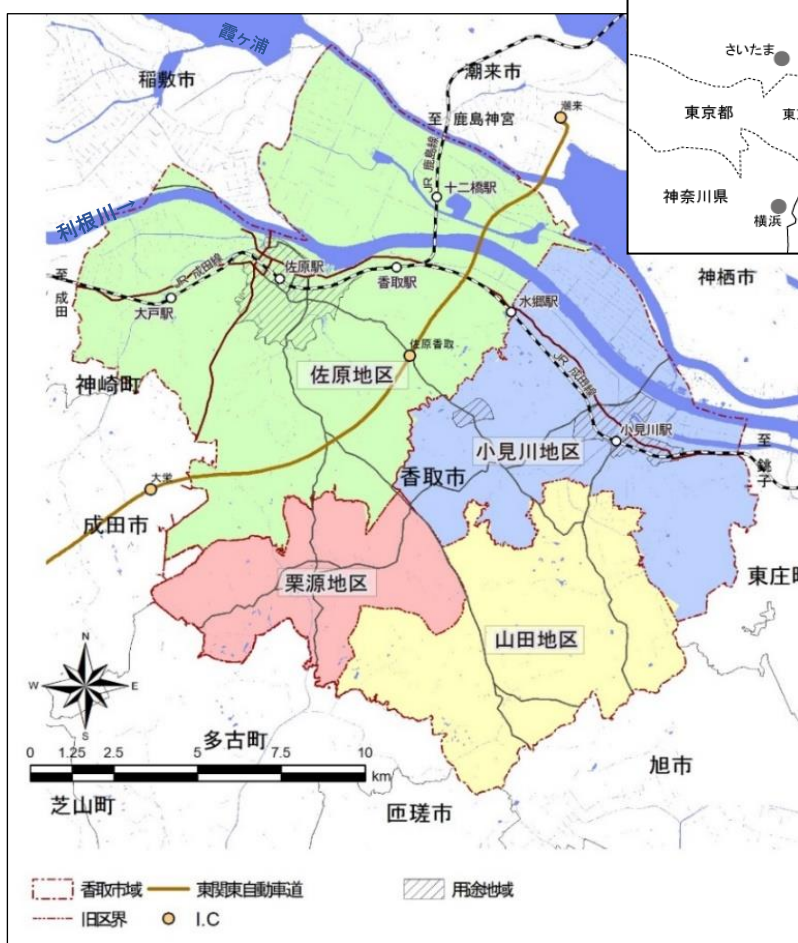 霞ヶ浦
稲敷市
潮来市
さいたま
東京都
神奈川県
横浜
至 鹿島神宮
潮来
JR 鹿島線
十二橋駅
利根川→
至 成田
JR 成田線
佐原駅
香取駅
大戸駅
水郷駅
神栖市
佐原香取
佐原地区
神崎町
JR 成田線
小見川駅
小見川地区
至 銚子
香取市
大栄
成田市
栗源地区
東庄町
山田地区
N
W E
S
多古町
0 1.25 2.5 5 7.5 10
km
旭市
芝山町
匝瑳市
香取市域 東関東自動車道 用途地域
旧区界 I.C